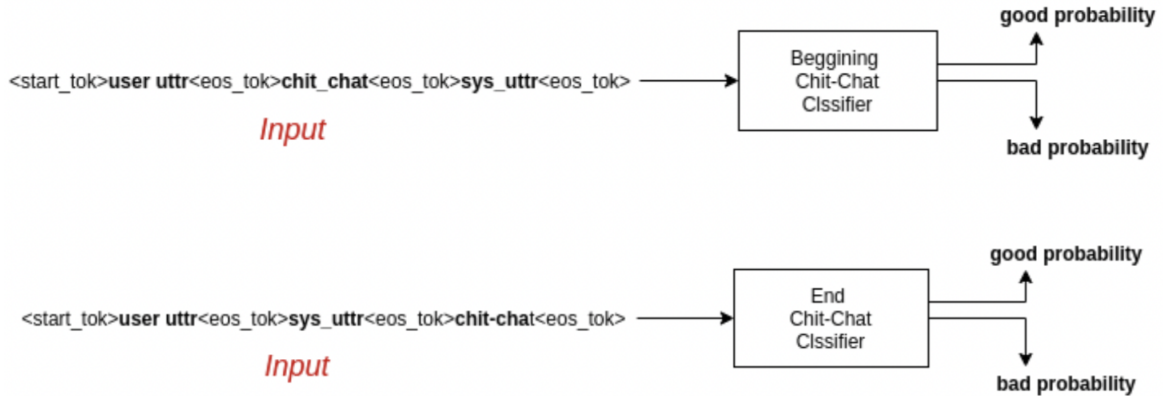 good probability
<start_tok>user uttr<eos_tok>chit_chat<eos_tok>sys_uttr<eos_tok>
Beggining
Chit-Chat
Clssifier
Input
bad probability
good probability
<start_tok>user uttr<eos_tok>sys_uttr<eos_tok>chit-chat<eos_tok>
End
Chit-Chat
Clssifier
Input
bad probability